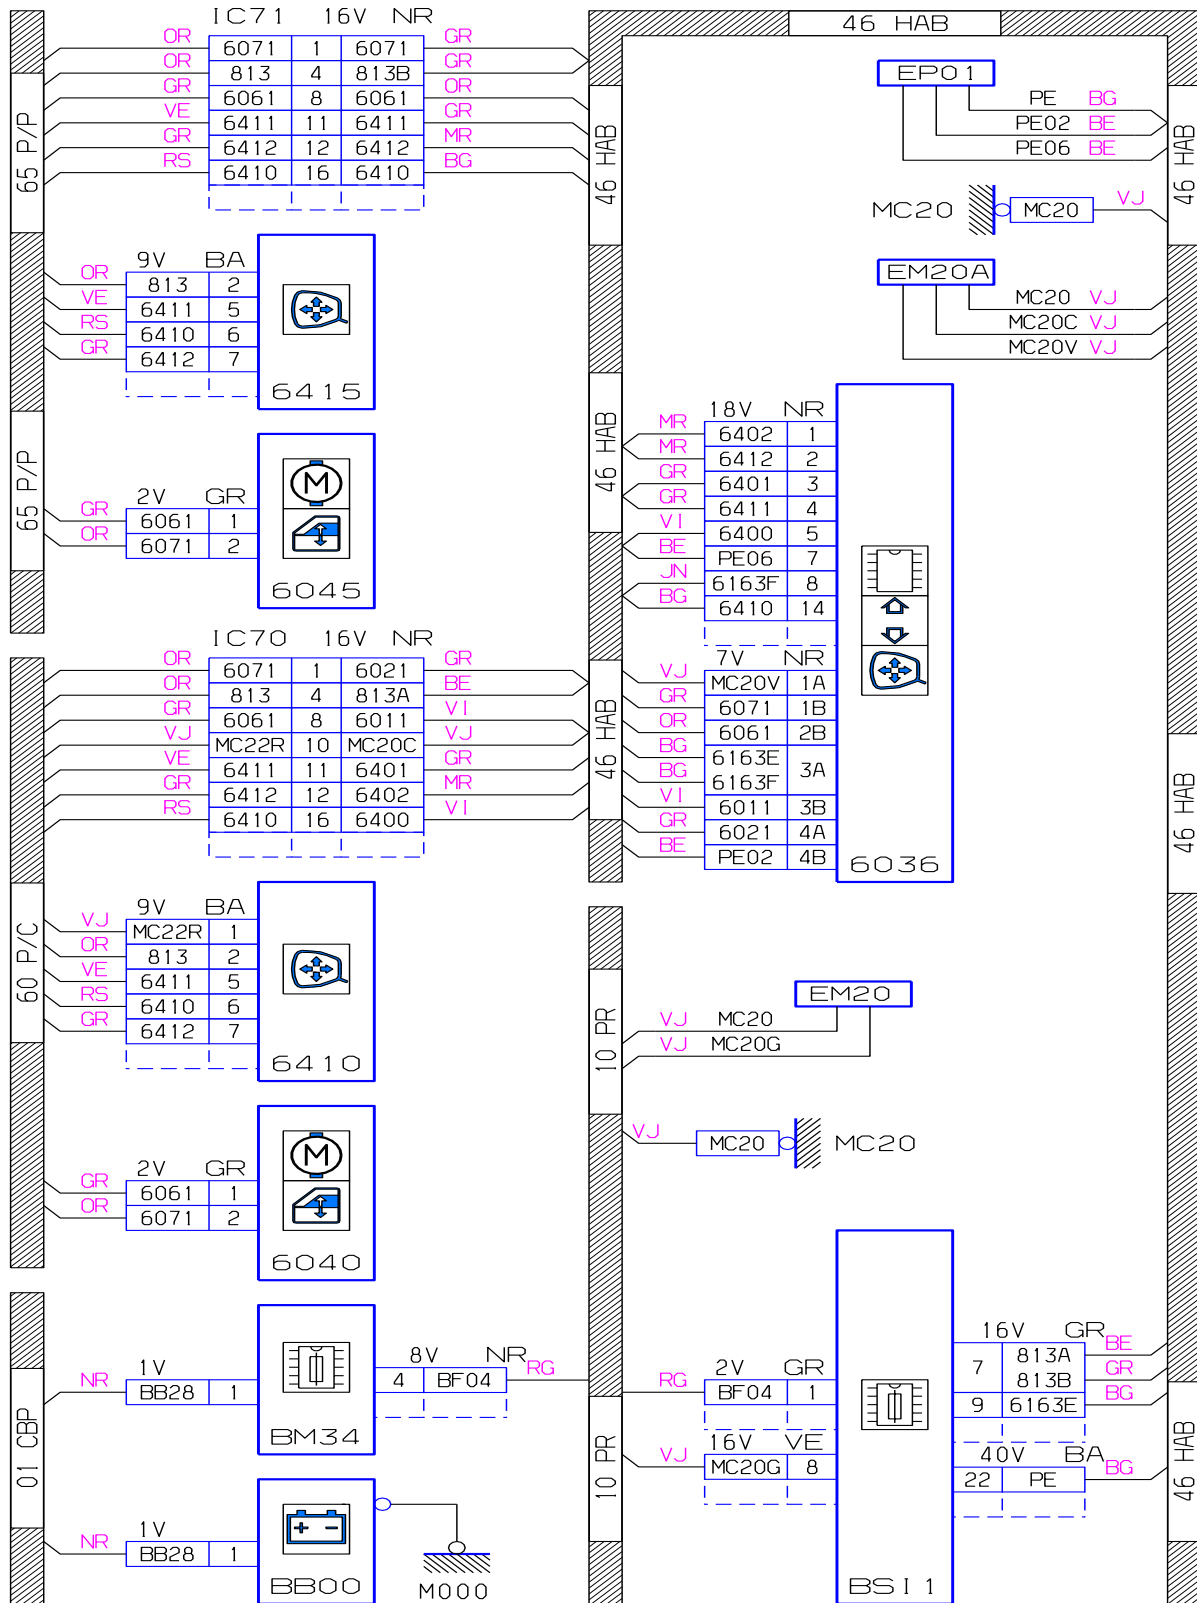 IC71 16V NR
OR 6071 1 6071 GR
OR 813 4 813B GR
GR 6061 8 6061 OR
VE 6411 11 6411 GR
GR 6412 12 6412 MR
RS 6410 16 6410 BG
65 P/P
46 HAB
9V BA
OR 813 2
VE 6411 5
RS 6410 6
GR 6412 7
6415
65 P/P
2V GR
GR 6061 1
OR 6071 2
M
6045
IC70 16V NR
OR 6071 1 6021 GR
OR 813 4 813A BE
GR 6061 8 6011 VI
VJ MC22R 10 MC20C VJ
VE 6411 11 6401 GR
GR 6412 12 6402 MR
RS 6410 16 6400 VI
60 P/C
9V BA
VJ MC22R 1
OR 813 2
VE 6411 5
RS 6410 6
GR 6412 7
6410
2V GR
GR 6061 1
OR 6071 2
M
6040
01 CBP
1V
NR BB28 1
BM34
8V NR
4 BF04 RG
1V
NR BB28 1
+ -
BB00
M000
46 HAB
EP01
PE BG
PE02 BE
PE06 BE
46 HAB
MC20 MC20 VJ
EM20A
MC20 VJ
MC20C VJ
MC20V VJ
46 HAB
18V NR
MR 6402 1
MR 6412 2
GR 6401 3
GR 6411 4
VI 6400 5
BE PE06 7
JN 6163F 8
BG 6410 14
46 HAB
7V NR
VJ MC20V 1A
GR 6071 1B
OR 6061 2B
BG 6163E 3A
BG 6163F
VI 6011 3B
GR 6021 4A
BE PE02 4B
6036
46 HAB
10 PR
EM20
VJ MC20
VJ MC20G
VJ MC20 MC20
10 PR
2V GR
RG BF04 1
16V VE
VJ MC20G 8
BSI1
16V GR
7 813A BE
813B GR
9 6163E BG
40V BA
22 PE BG
46 HAB